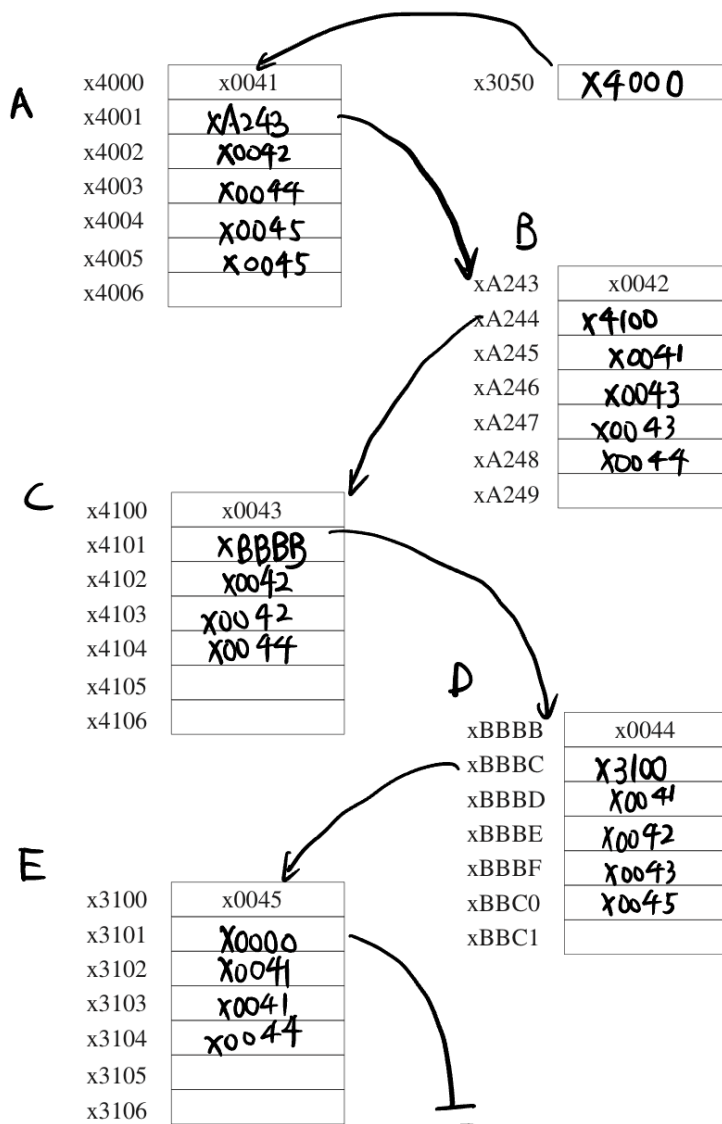 x4000 x0041
x3050 x4000
A
x4001 xA243
x4002 x0042
x4003 x0044
x4004 x0045
x4005 x0045
x4006
B
xA243 x0042
xA244 x4100
xA245 x0041
xA246 x0043
xA247 x0043
xA248 x0044
xA249
C
x4100 x0043
x4101 xBBBB
x4102 x0042
x4103 x0042
x4104 x0044
x4105
x4106
D
xBBBB x0044
xBBBC x3100
xBBBD x0041
xBBBE x0042
xBBBF x0043
xBBC0 x0045
xBBC1
E
x3100 x0045
x3101 x0000
x3102 x0041
x3103 x0041
x3104 x0044
x3105
x3106